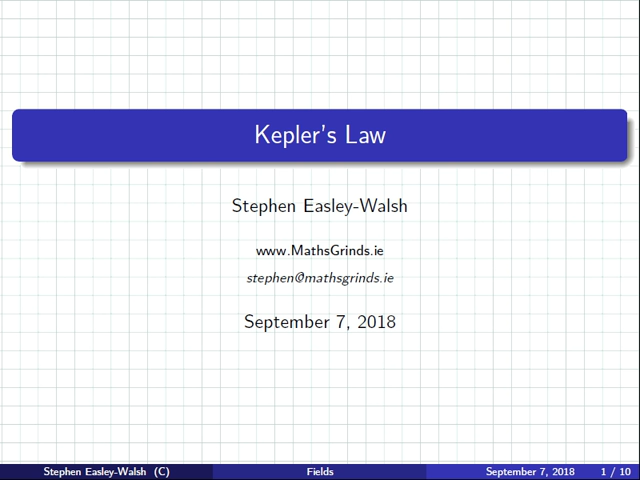 Kepler's Law
Stephen Easley-Walsh
www.MathsGrinds.ie
stephen@mathsgrinds.ie
September 7, 2018
Stephen Easley-Walsh (C) Fields September 7, 2018 1 / 10